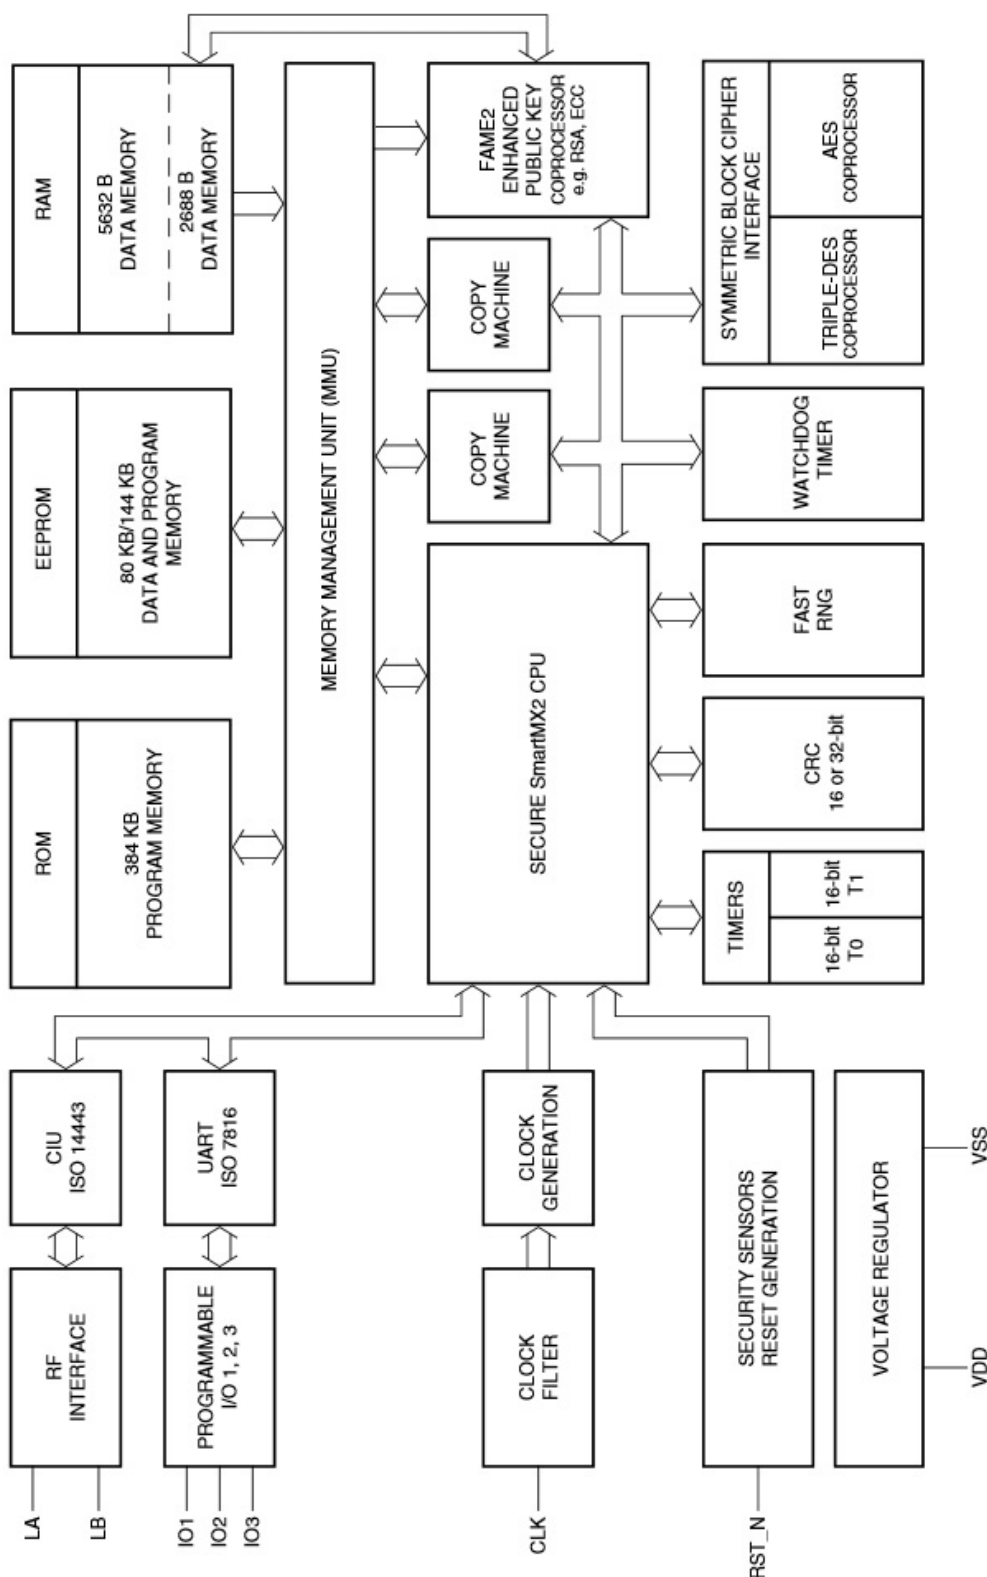 RAM
5632 B
DATA MEMORY
2688 B
DATA MEMORY
EEPROM
80 KB/144 KB
DATA AND PROGRAM
MEMORY
ROM
384 KB
PROGRAM MEMORY
MEMORY MANAGEMENT UNIT (MMU)
FAME2
ENHANCED
PUBLIC KEY
COPROCESSOR
e.g. RSA, ECC
COPY
MACHINE
COPY
MACHINE
SECURE SmartMX2 CPU
SYMMETRIC BLOCK CIPHER
INTERFACE
TRIPLE-DES
COPROCESSOR
AES
COPROCESSOR
WATCHDOG
TIMER
FAST
RNG
CRC
16 or 32-bit
TIMERS
16-bit
T0
16-bit
T1
CIU
ISO 14443
UART
ISO 7816
CLOCK
GENERATION
RF
INTERFACE
PROGRAMMABLE
I/O 1, 2, 3
CLOCK
FILTER
SECURITY SENSORS
RESET GENERATION
VOLTAGE REGULATOR
LA
LB
IO1
IO2
IO3
CLK
RST_N
VDD
VSS